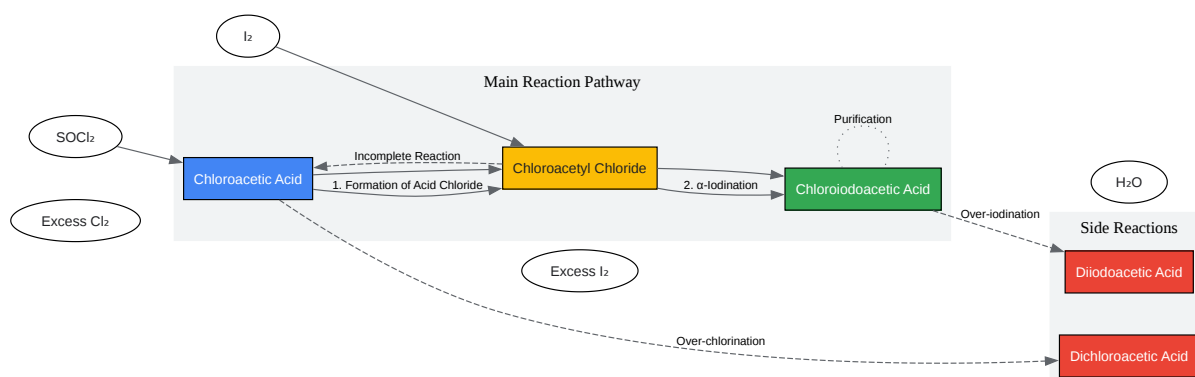 I₂
Main Reaction Pathway
SOCl₂
Purification
Incomplete Reaction
Chloroacetyl Chloride
Chloroacetic Acid
1. Formation of Acid Chloride
2. α-Iodination
Chloroiodoacetic Acid
H₂O
Excess Cl₂
Over-iodination
Side Reactions
Excess I₂
Diiodoacetic Acid
Over-chlorination
Dichloroacetic Acid